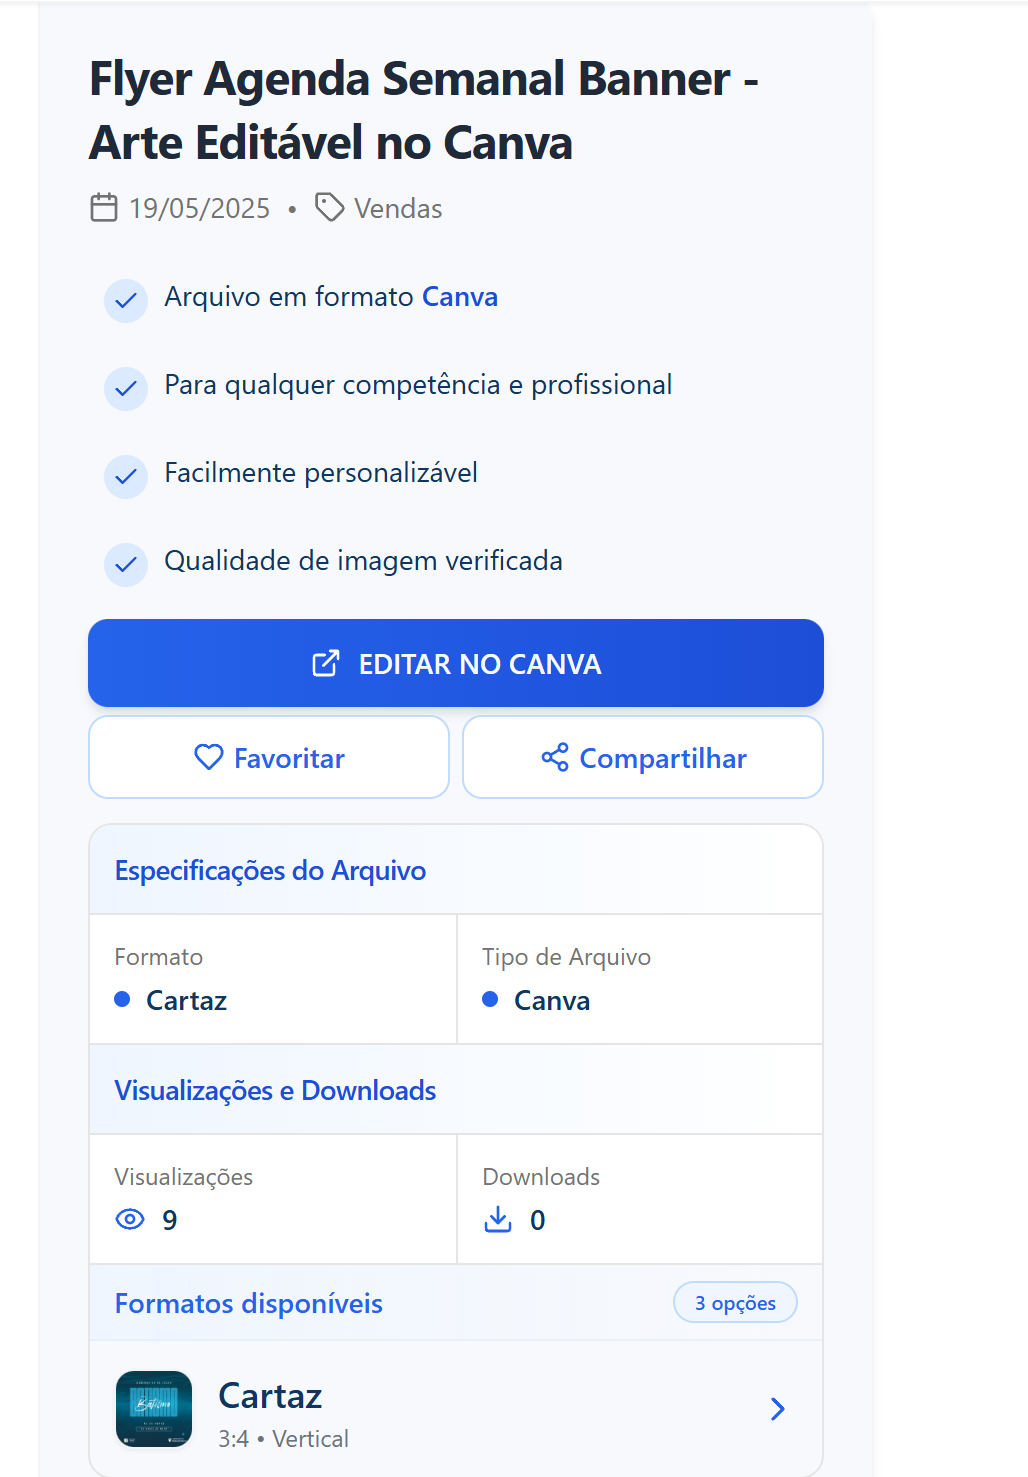 Flyer Agenda Semanal Banner -
Arte Editável no Canva
19/05/2025 • Vendas
Arquivo em formato Canva
Para qualquer competência e profissional
Facilmente personalizável
Qualidade de imagem verificada
EDITAR NO CANVA
Favoritar
Compartilhar
Especificações do Arquivo
Formato
Tipo de Arquivo
Cartaz
Canva
Visualizações e Downloads
Visualizações
Downloads
9
0
Formatos disponíveis
3 opções
Cartaz
3:4 • Vertical